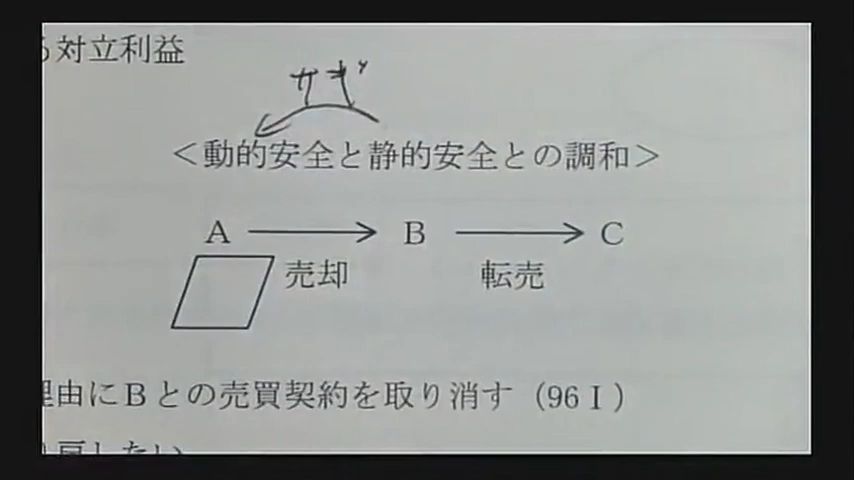 る対立利益
サギ
＜動的安全と静的安全との調和＞
A B C
売却 転売
理由にBとの売買契約を取り消す（96Ⅰ）